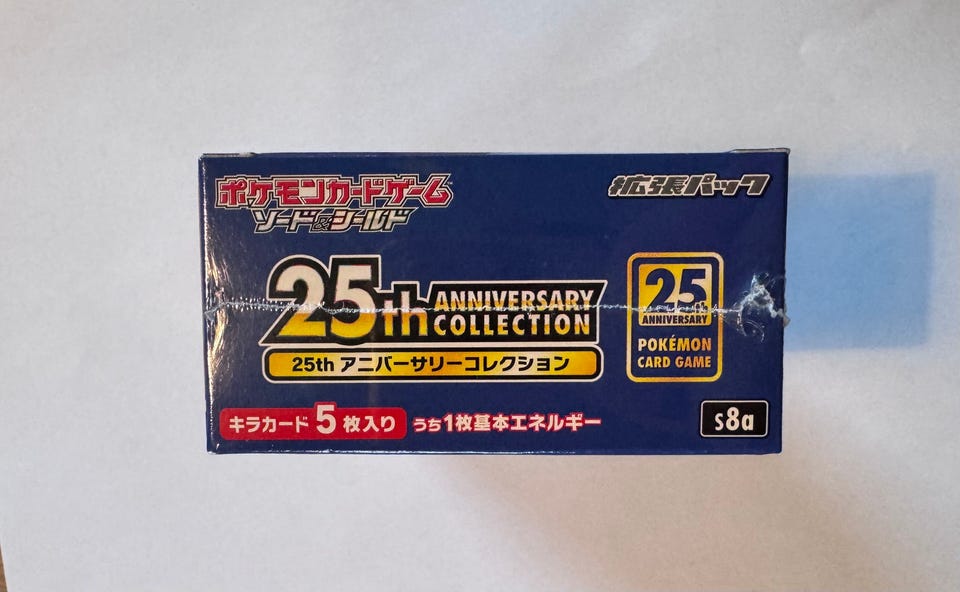 ポケモンカードゲーム
ソード&シールド
拡張パック
25th ANNIVERSARY
COLLECTION
25th アニバーサリーコレクション
25th
ANNIVERSARY
POKÉMON
CARD GAME
キラカード5枚入り うち1枚基本エネルギー
s8a